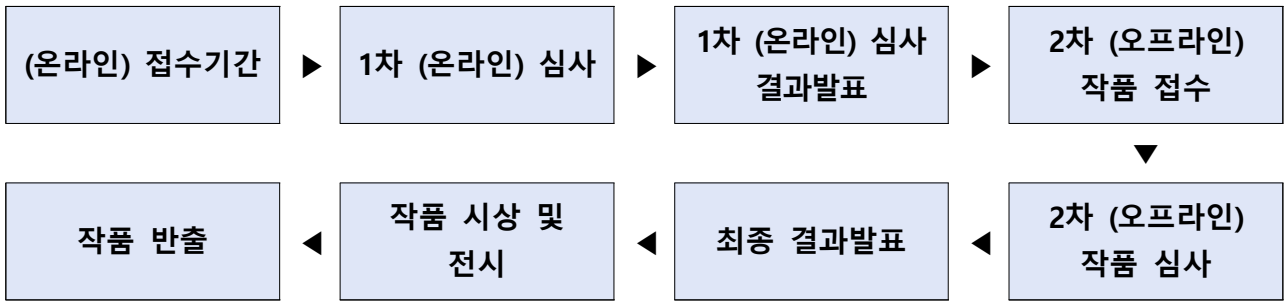 (온라인) 접수기간
▶
1차 (온라인) 심사
▶
1차 (온라인) 심사
결과발표
▶
2차 (오프라인)
작품 접수
▼
2차 (오프라인)
작품 심사
◀
최종 결과발표
◀
작품 시상 및
전시
◀
작품 반출